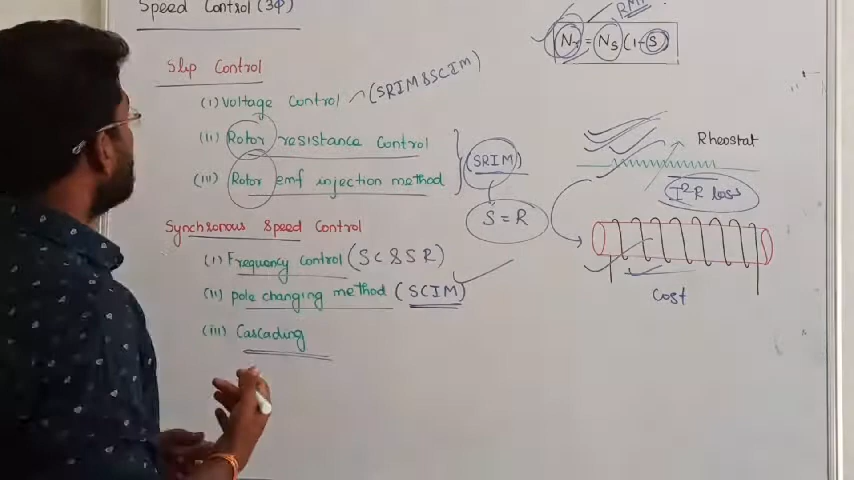 Speed Control (3Φ)
Slip Control
(i) Voltage Control (SRIM & SCIM)
(ii) Rotor resistance Control
(iii) Rotor emf injection method
(SRIM)
S = R
Synchronous Speed Control
(i) Frequency Control (SC & SR)
(ii) pole changing method (SCIM)
(iii) Cascading
Nr = NS (1-S)
Rheostat
I²R loss
Cost